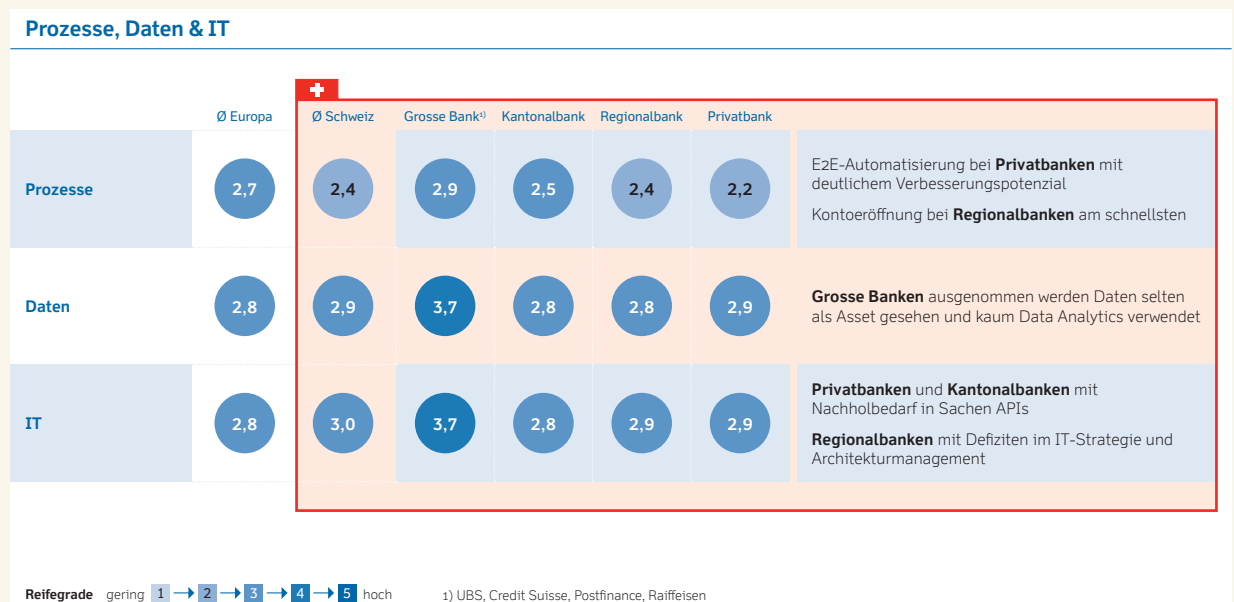 Prozesse, Daten & IT
Ø Europa Ø Schweiz Grosse Bank¹⁾ Kantonalbank Regionalbank Privatbank
Prozesse 2,7 2,4 2,9 2,5 2,4 2,2
E2E-Automatisierung bei Privatbanken mit
deutlichem Verbesserungspotenzial
Kontoeröffnung bei Regionalbanken am schnellsten
Daten 2,8 2,9 3,7 2,8 2,8 2,9
Grosse Banken ausgenommen werden Daten selten
als Asset gesehen und kaum Data Analytics verwendet
IT 2,8 3,0 3,7 2,8 2,9 2,9
Privatbanken und Kantonalbanken mit
Nachholbedarf in Sachen APIs
Regionalbanken mit Defiziten im IT-Strategie und
Architekturmanagement
Reifegrade gering 1 → 2 → 3 → 4 → 5 hoch 1) UBS, Credit Suisse, Postfinance, Raiffeisen